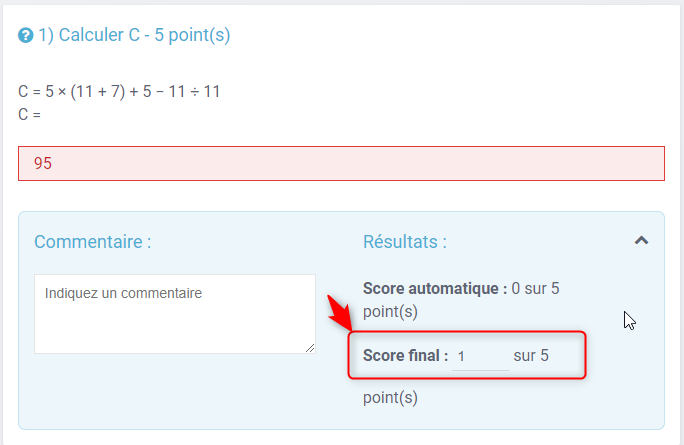 1) Calculer C - 5 point(s)
C = 5 × (11 + 7) + 5 − 11 ÷ 11
C =
95
Commentaire :
Résultats :
Indiquez un commentaire
Score automatique : 0 sur 5
point(s)
Score final : 1 sur 5
point(s)